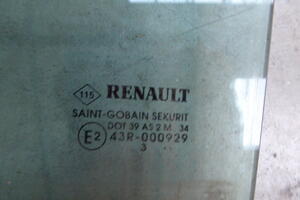 115 RENAULT
SAINT-GOBAIN SEKURIT
DOT 39 AS 2 M 34
E2 43R-000929
3